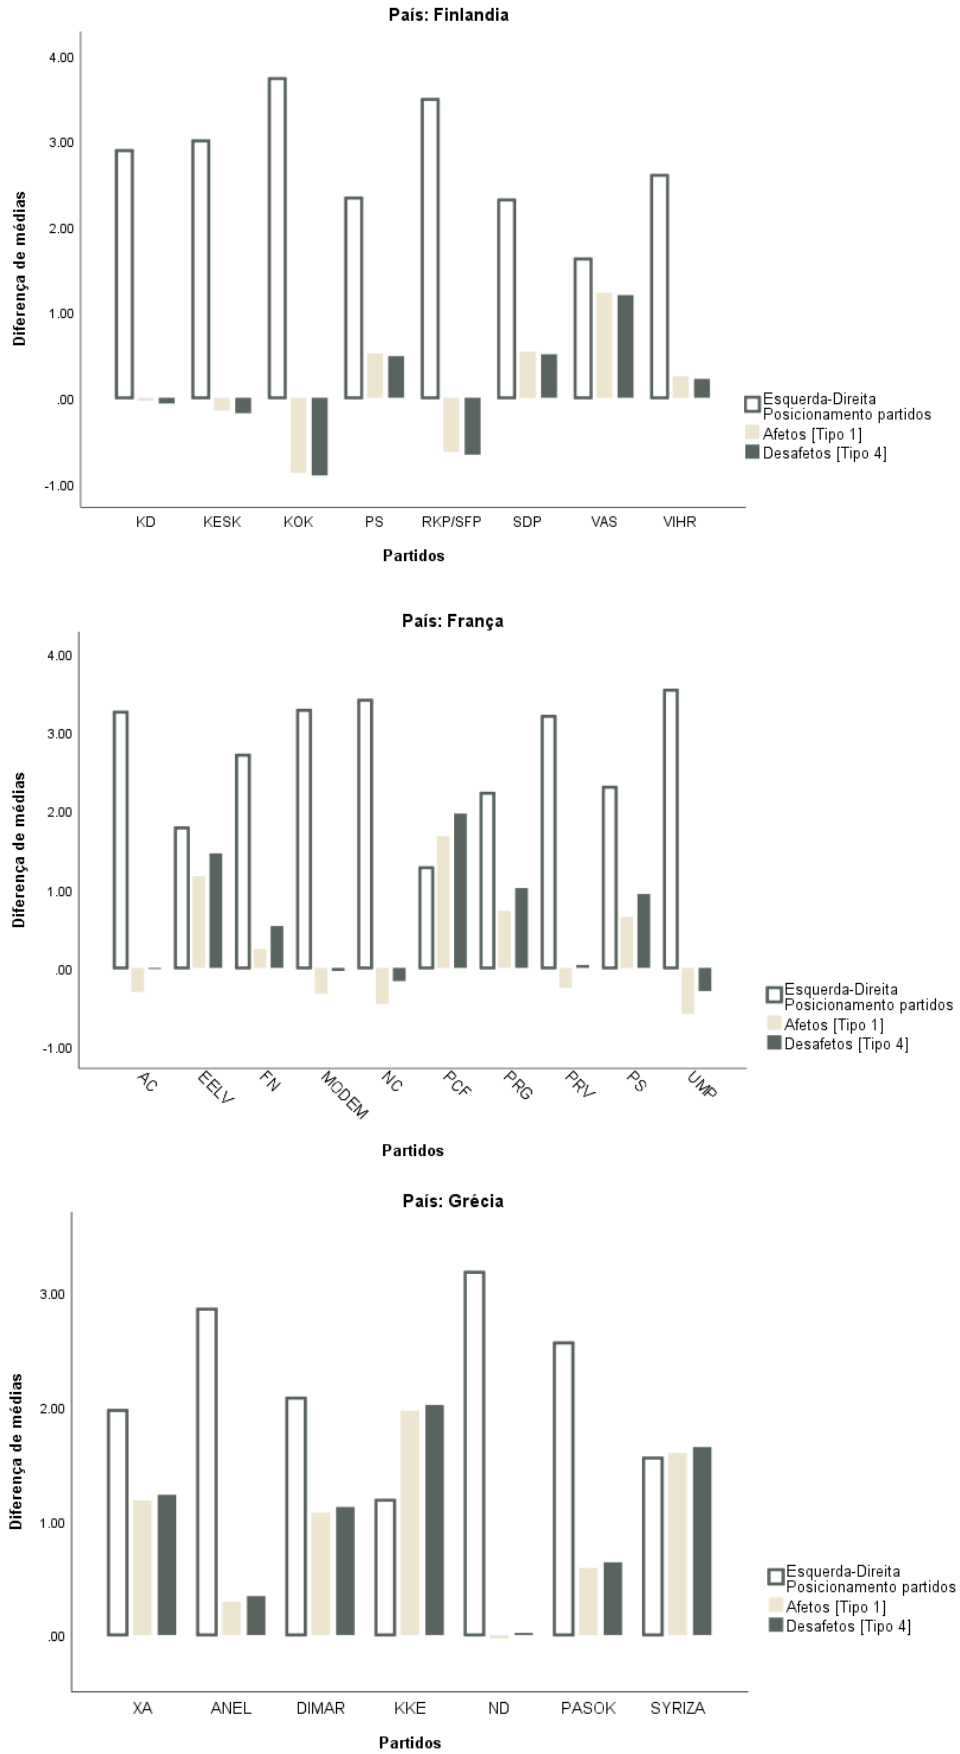 País: Finlandia
4.00
3.00
2.00
1.00
.00
-1.00
Diferença de médias
KD KESK KOK PS RKP/SFP SDP VAS VIHR
Partidos
Esquerda-Direita
Posicionamento partidos
Afetos [Tipo 1]
Desafetos [Tipo 4]
País: França
4.00
3.00
2.00
1.00
.00
-1.00
Diferença de médias
AC EELV FN MODEM NC PCF PRG PRV PS UMP
Partidos
Esquerda-Direita
Posicionamento partidos
Afetos [Tipo 1]
Desafetos [Tipo 4]
País: Grécia
3.00
2.00
1.00
.00
Diferença de médias
XA ANEL DIMAR KKE ND PASOK SYRIZA
Partidos
Esquerda-Direita
Posicionamento partidos
Afetos [Tipo 1]
Desafetos [Tipo 4]